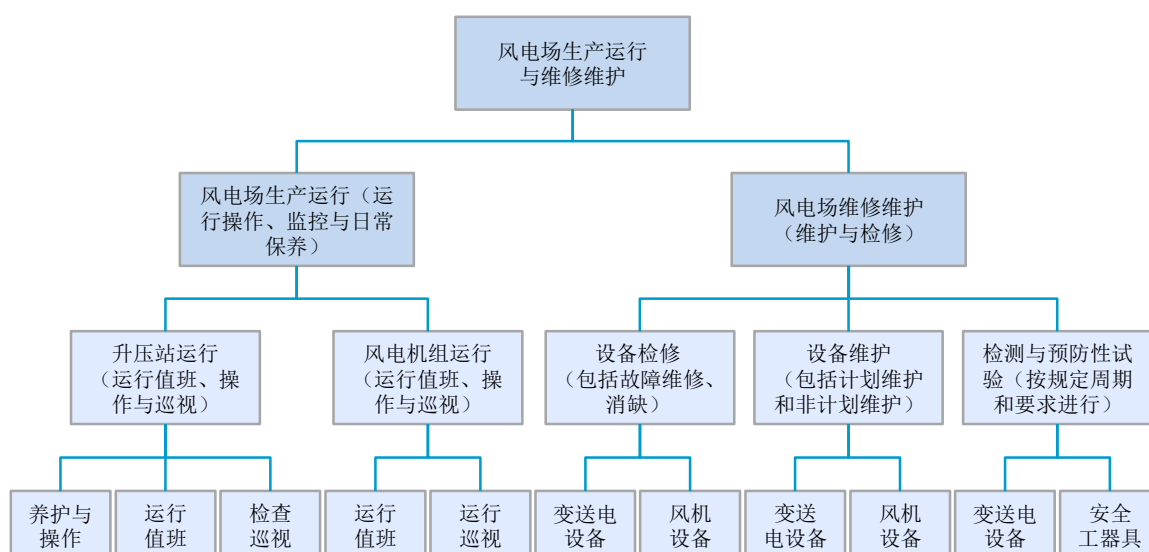 风电场生产运行
与维修维护
风电场生产运行（运
行操作、监控与日常
保养）
风电场维修维护
（维护与检修）
升压站运行
（运行值班、操
作与巡视）
风电机组运行
（运行值班、操
作与巡视）
设备检修
（包括故障维修、
消缺）
设备维护
（包括计划维护
和非计划维护）
检测与预防性试
验（按规定周期
和要求进行）
养护与
操作
运行
值班
检查
巡视
运行
值班
运行
巡视
变送电
设备
风机
设备
变送
电设备
风机
设备
变送电
设备
安全
工器具